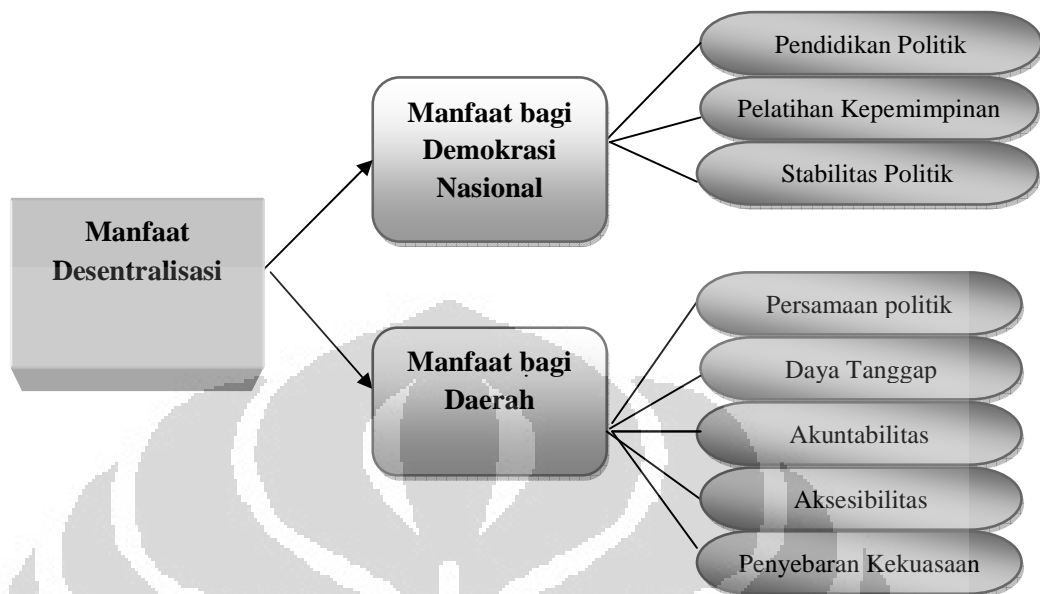 Manfaat
Desentralisasi
Manfaat bagi
Demokrasi
Nasional
Pendidikan Politik
Pelatihan Kepemimpinan
Stabilitas Politik
Manfaat bagi
Daerah
Persamaan politik
Daya Tanggap
Akuntabilitas
Aksesibilitas
Penyebaran Kekuasaan